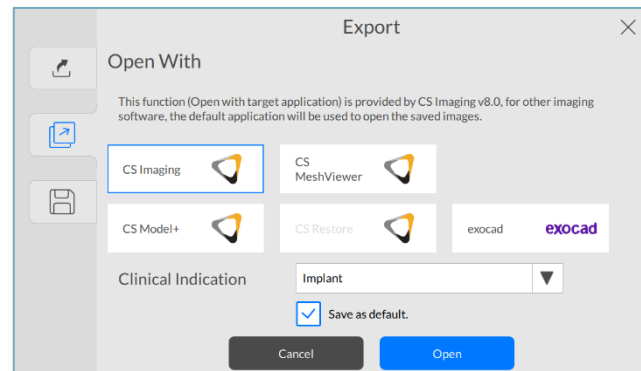 Export
Open With
This function (Open with target application) is provided by CS Imaging v8.0, for other imaging
software, the default application will be used to open the saved images.
CS Imaging
CS
MeshViewer
CS Model+
CS Restore
exocad
exocad
Clinical Indication
Implant
Save as default.
Cancel
Open